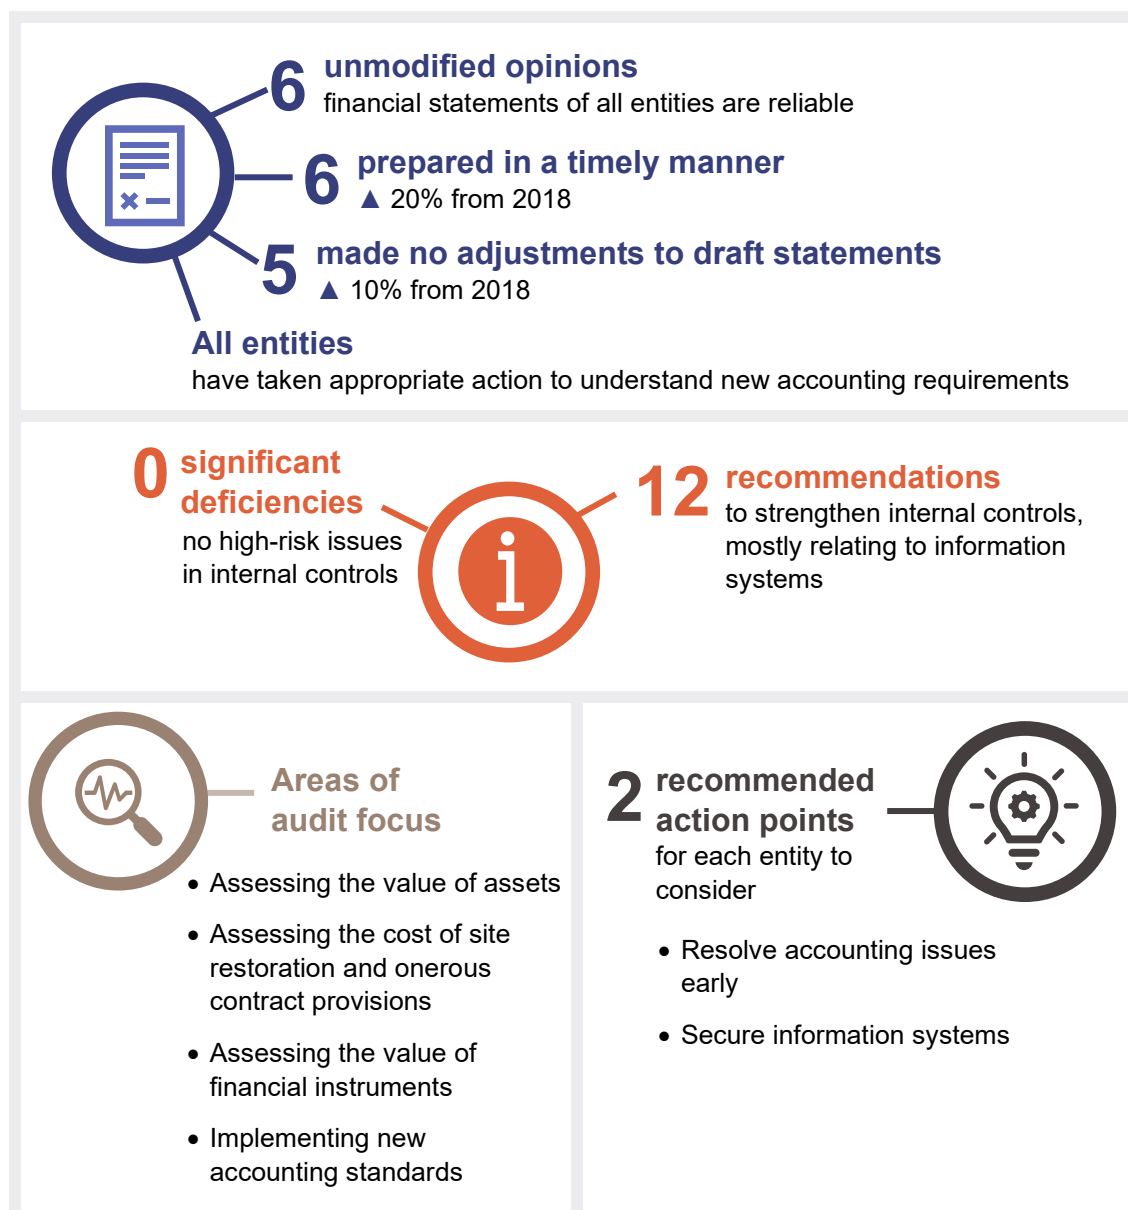 6 unmodified opinions
financial statements of all entities are reliable
6 prepared in a timely manner
▲ 20% from 2018
5 made no adjustments to draft statements
▲ 10% from 2018
All entities
have taken appropriate action to understand new accounting requirements
0 significant
deficiencies
no high-risk issues
in internal controls
12 recommendations
to strengthen internal controls,
mostly relating to information
systems
Areas of
audit focus
• Assessing the value of assets
• Assessing the cost of site
restoration and onerous
contract provisions
• Assessing the value of
financial instruments
• Implementing new
accounting standards
2 recommended
action points
for each entity to
consider
• Resolve accounting issues
early
• Secure information systems